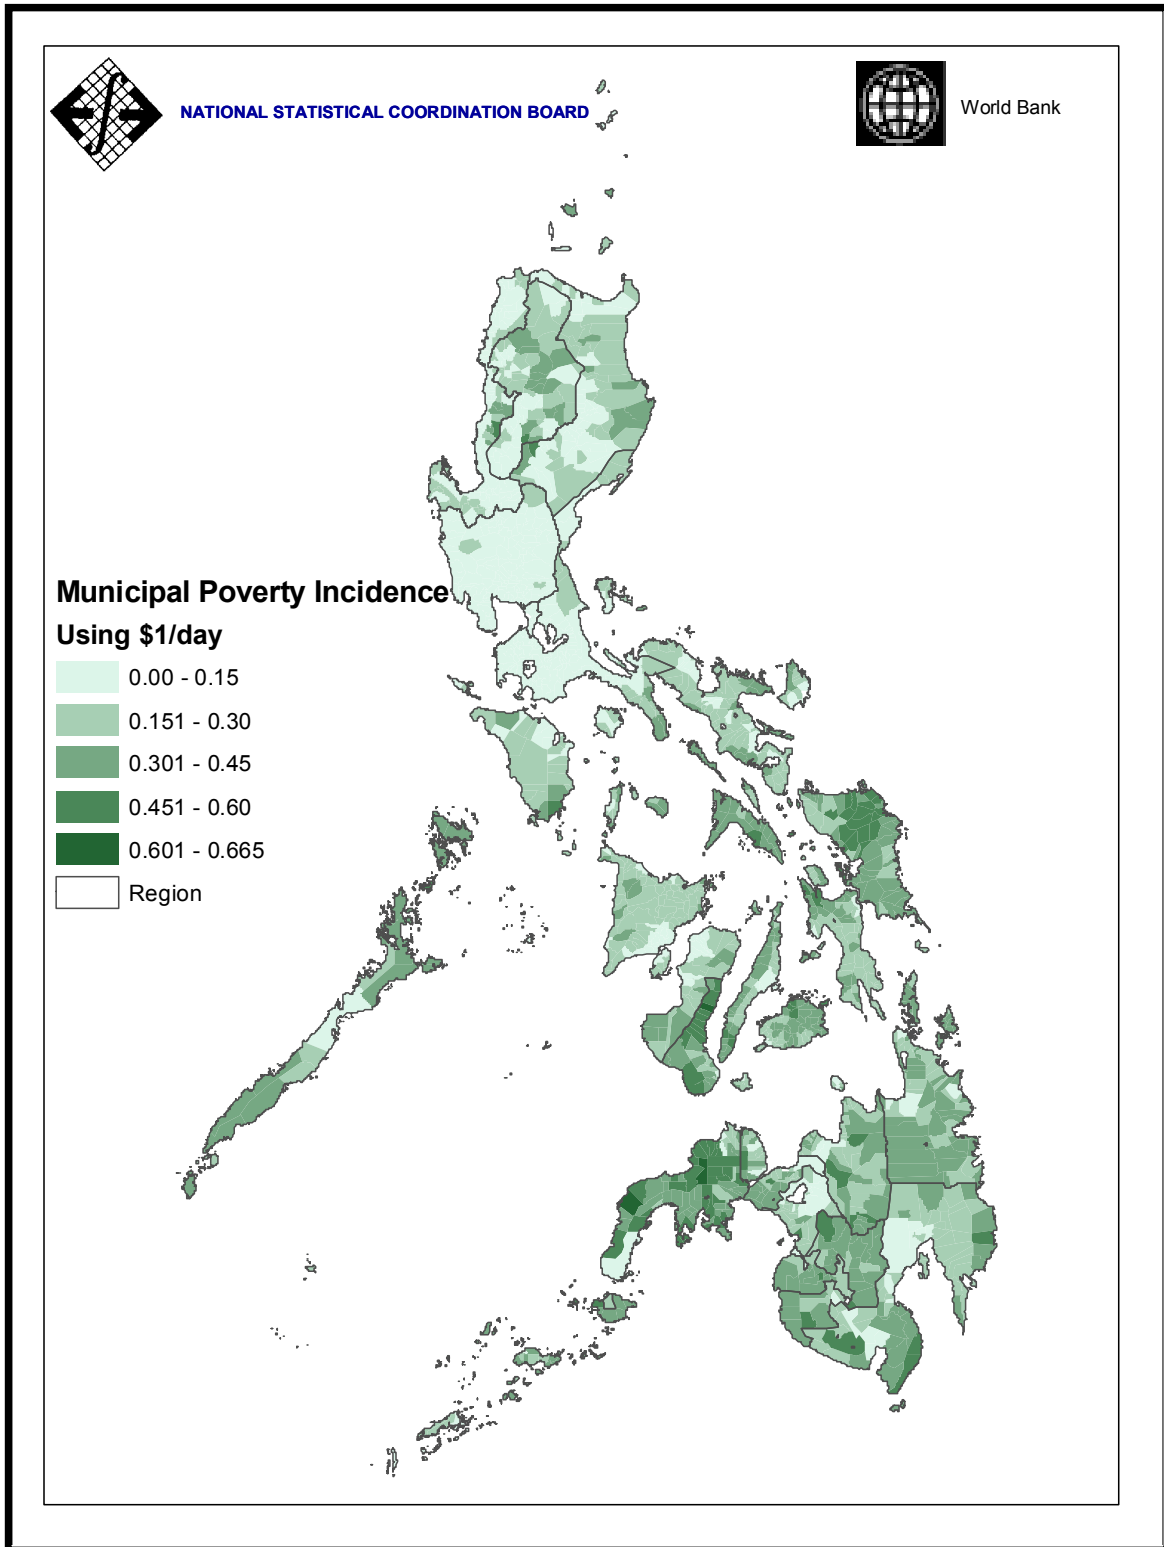 NATIONAL STATISTICAL COORDINATION BOARD
World Bank
Municipal Poverty Incidence
Using $1/day
0.00 - 0.15
0.151 - 0.30
0.301 - 0.45
0.451 - 0.60
0.601 - 0.665
Region